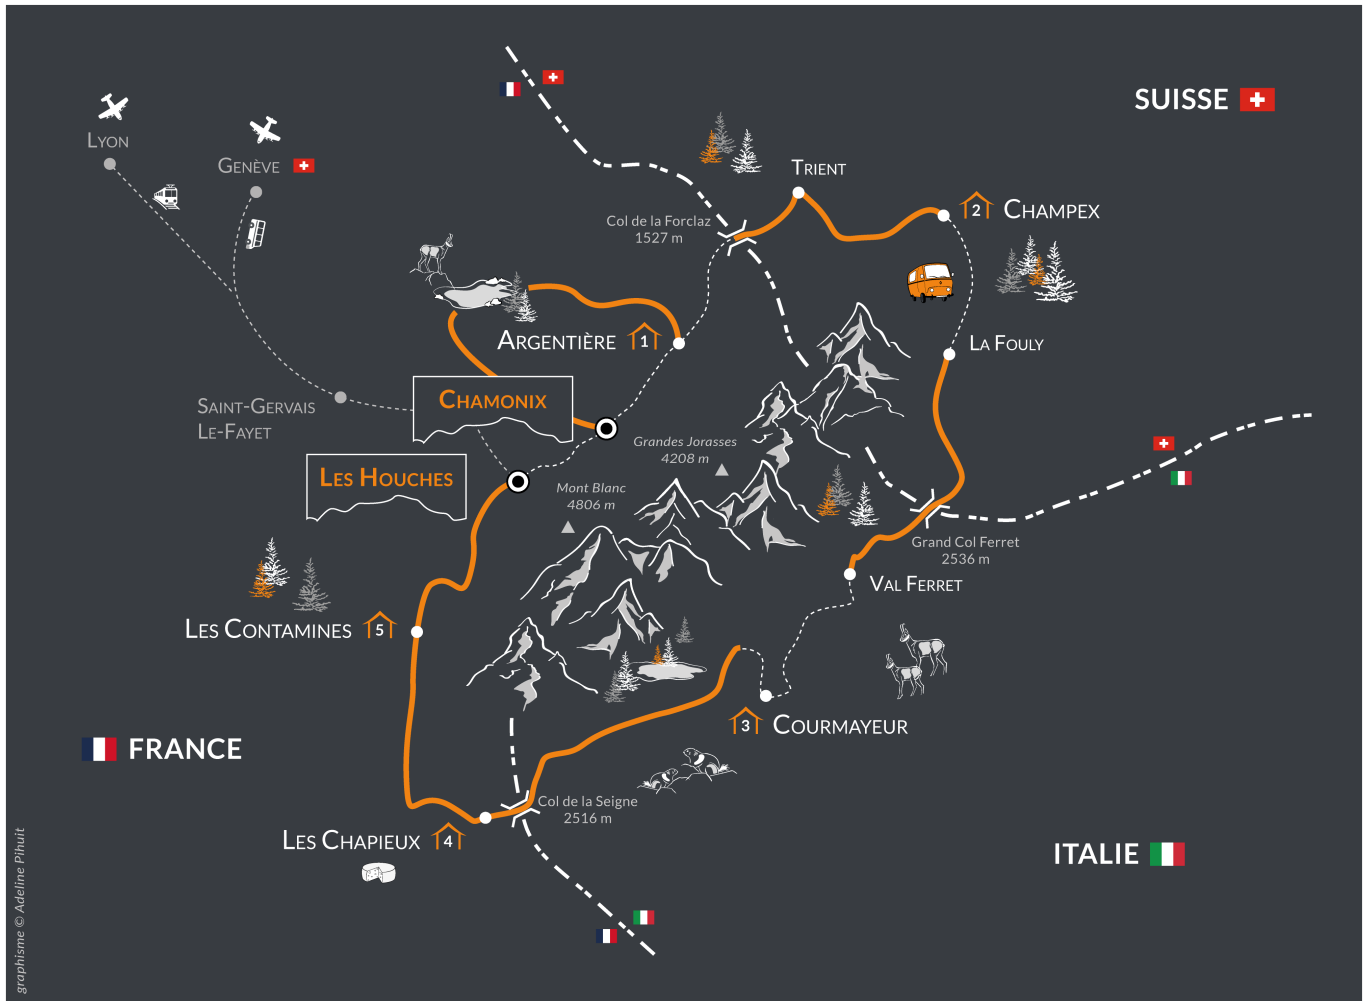 SUISSE
LYON
GENÈVE
TRIENT
2
CHAMPEX
Col de la Forclaz
1527 m
ARGENTIÈRE
1
LA FOULY
CHAMONIX
SAINT-GERVAIS
LE-FAYET
Grandes Jorasses
4208 m
LES HOUCHES
Mont Blanc
4806 m
Grand Col Ferret
2536 m
VAL FERRET
LES CONTAMINES
5
3
COURMAYEUR
FRANCE
Col de la Seigne
2516 m
LES CHAPIEUX
4
ITALIE
graphisme © Adeline Pihuit